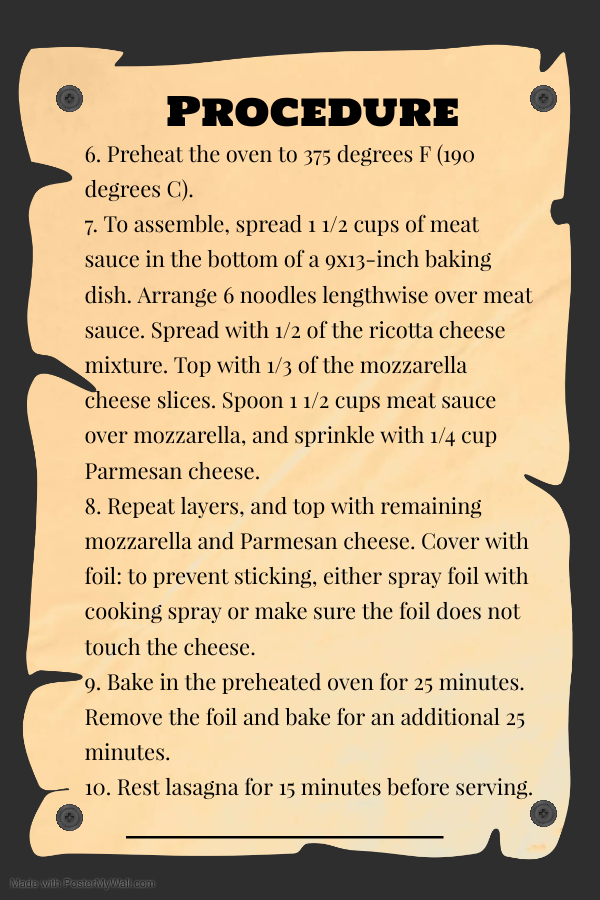 Procedure
6. Preheat the oven to 375 degrees F (190
degrees C).
7. To assemble, spread 1 1/2 cups of meat
sauce in the bottom of a 9x13-inch baking
dish. Arrange 6 noodles lengthwise over meat
sauce. Spread with 1/2 of the ricotta cheese
mixture. Top with 1/3 of the mozzarella
cheese slices. Spoon 1 1/2 cups meat sauce
over mozzarella, and sprinkle with 1/4 cup
Parmesan cheese.
8. Repeat layers, and top with remaining
mozzarella and Parmesan cheese. Cover with
foil: to prevent sticking, either spray foil with
cooking spray or make sure the foil does not
touch the cheese.
9. Bake in the preheated oven for 25 minutes.
Remove the foil and bake for an additional 25
minutes.
10. Rest lasagna for 15 minutes before serving.
Made with PosterMyWall.com